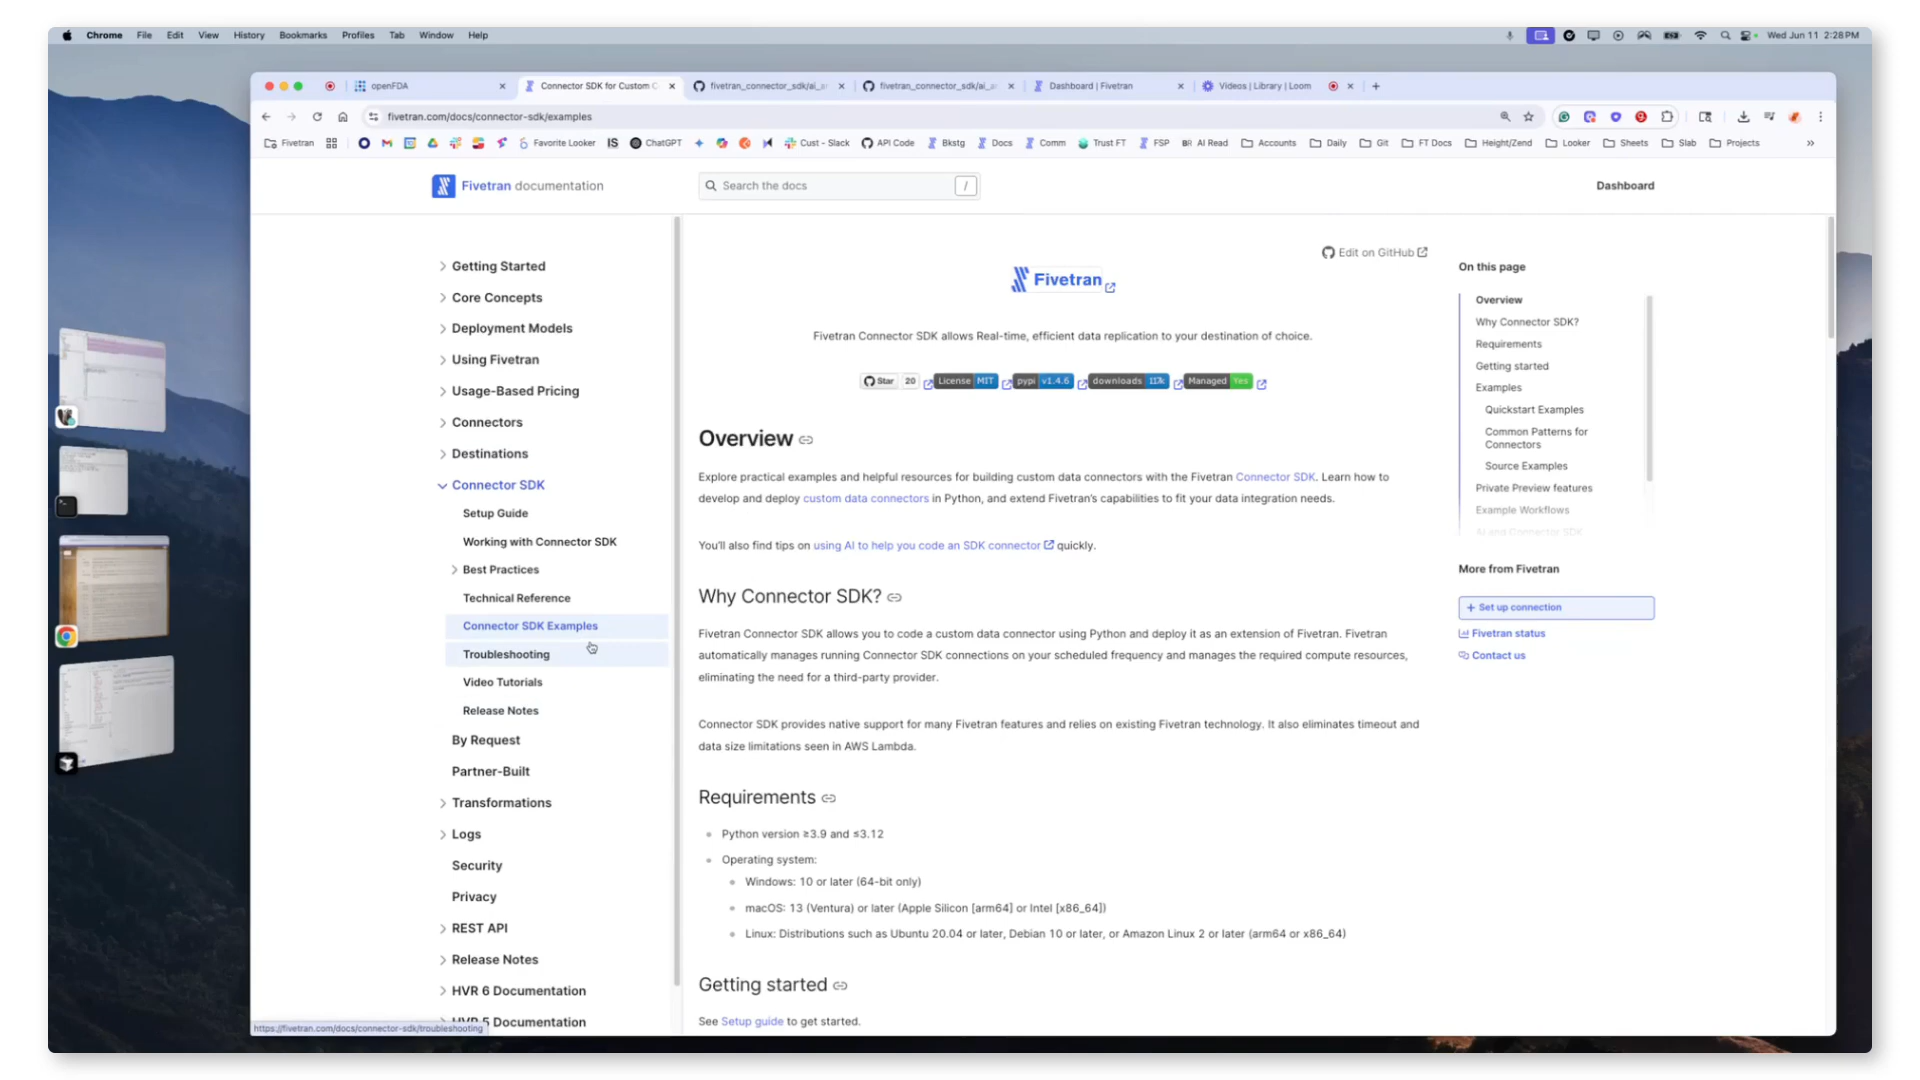 Chrome File Edit View History Bookmarks Profiles Tab Window Help
Wed Jun 11 2:28 PM
openFDA
Connector SDK for Custom C
fivetran_connector_sdk/ai_a
fivetran_connector_sdk/ai_a
Dashboard | Fivetran
Videos | Library | Loom
fivetran.com/docs/connector-sdk/examples
Fivetran
Favorite Looker
IS
ChatGPT
Cust - Slack
API Code
Bkstg
Docs
Comm
Trust FT
FSP
BR AI Read
Accounts
Daily
Git
FT Docs
Height/Zend
Looker
Sheets
Slab
Projects
»
Fivetran documentation
Search the docs
/
Dashboard
Getting Started
Core Concepts
Deployment Models
Using Fivetran
Usage-Based Pricing
Connectors
Destinations
Connector SDK
Setup Guide
Working with Connector SDK
Best Practices
Technical Reference
Connector SDK Examples
Troubleshooting
Video Tutorials
Release Notes
By Request
Partner-Built
Transformations
Logs
Security
Privacy
REST API
Release Notes
HVR 6 Documentation
HVR 5 Documentation
https://fivetran.com/docs/connector-sdk/troubleshooting
Edit on GitHub
Fivetran
Fivetran Connector SDK allows Real-time, efficient data replication to your destination of choice.
Star 20
License MIT
pypi v1.4.6
downloads
Managed Yes
Overview
Explore practical examples and helpful resources for building custom data connectors with the Fivetran Connector SDK. Learn how to
develop and deploy custom data connectors in Python, and extend Fivetran's capabilities to fit your data integration needs.
You'll also find tips on using AI to help you code an SDK connector quickly.
Why Connector SDK?
Fivetran Connector SDK allows you to code a custom data connector using Python and deploy it as an extension of Fivetran. Fivetran
automatically manages running Connector SDK connections on your scheduled frequency and manages the required compute resources,
eliminating the need for a third-party provider.
Connector SDK provides native support for many Fivetran features and relies on existing Fivetran technology. It also eliminates timeout and
data size limitations seen in AWS Lambda.
Requirements
Python version ≥3.9 and ≤3.12
Operating system:
Windows: 10 or later (64-bit only)
macOS: 13 (Ventura) or later (Apple Silicon [arm64] or Intel [x86_64])
Linux: Distributions such as Ubuntu 20.04 or later, Debian 10 or later, or Amazon Linux 2 or later (arm64 or x86_64)
Getting started
See Setup guide to get started.
On this page
Overview
Why Connector SDK?
Requirements
Getting started
Examples
Quickstart Examples
Common Patterns for
Connectors
Source Examples
Private Preview features
Example Workflows
AI and Connector SDK
More from Fivetran
+ Set up connection
Fivetran status
Contact us